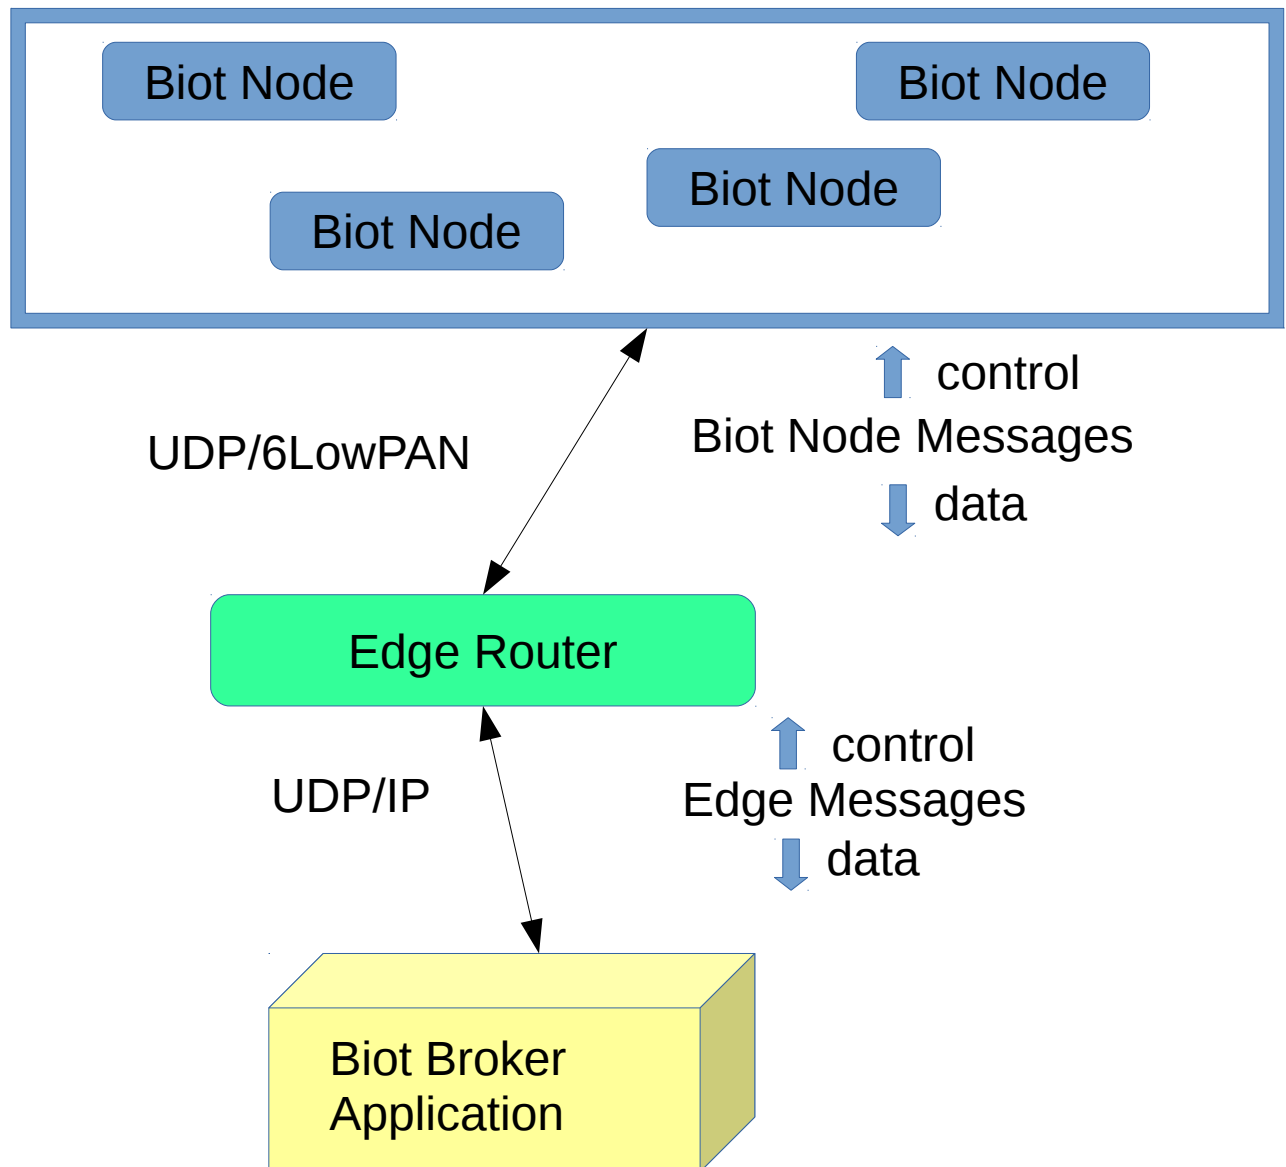 Biot Node
Biot Node
Biot Node
Biot Node
control
UDP/6LowPAN
Biot Node Messages
data
Edge Router
control
UDP/IP
Edge Messages
data
Biot Broker
Application